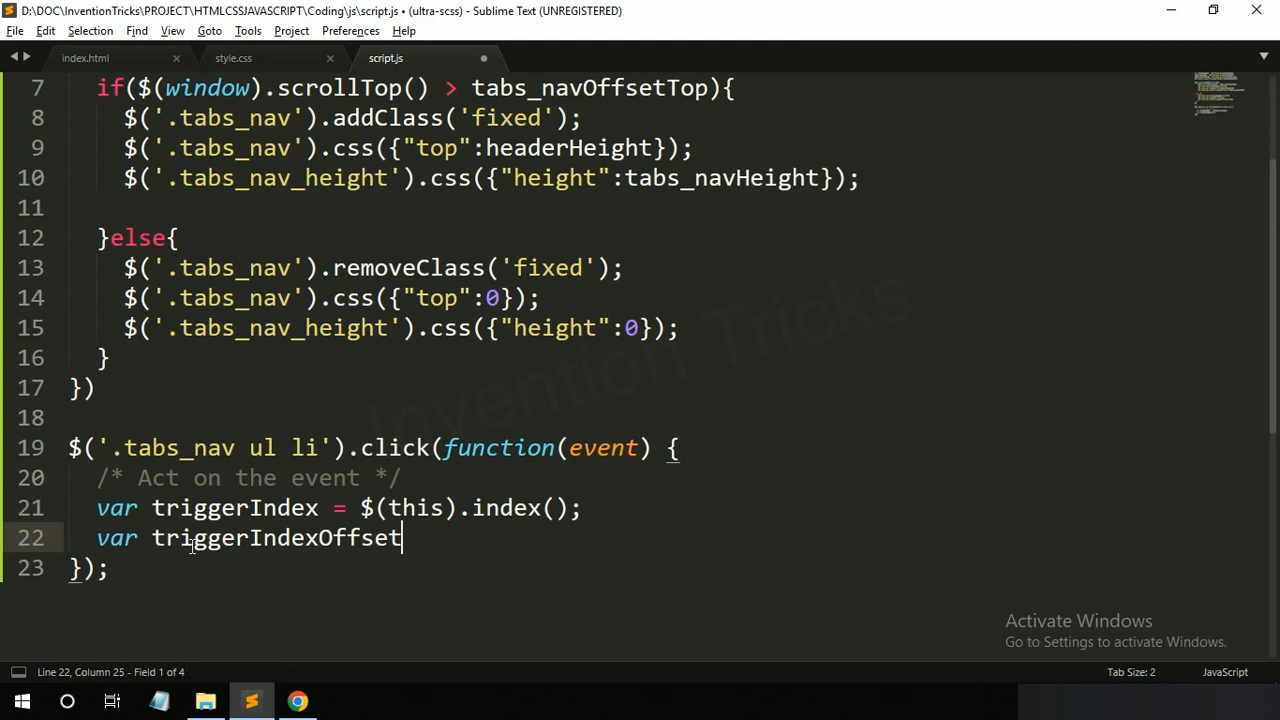 D:\DOC\InventionTricks\PROJECT\HTMLCSSJAVASCRIPT\Coding\js\script.js • (ultra-scss) - Sublime Text (UNREGISTERED)
File Edit Selection Find View Goto Tools Project Preferences Help
index.html style.css script.js
7 if($(window).scrollTop() > tabs_navOffsetTop){
8 $('.tabs_nav').addClass('fixed');
9 $('.tabs_nav').css({"top":headerHeight});
10 $('.tabs_nav_height').css({"height":tabs_navHeight});
11
12 }else{
13 $('.tabs_nav').removeClass('fixed');
14 $('.tabs_nav').css({"top":0});
15 $('.tabs_nav_height').css({"height":0});
16 }
17 })
18
19 $('.tabs_nav ul li').click(function(event) {
20 /* Act on the event */
21 var triggerIndex = $(this).index();
22 var triggerIndexOffset
23 });
Invention Tricks
Activate Windows
Go to Settings to activate Windows.
Line 22, Column 25 - Field 1 of 4 Tab Size: 2 JavaScript